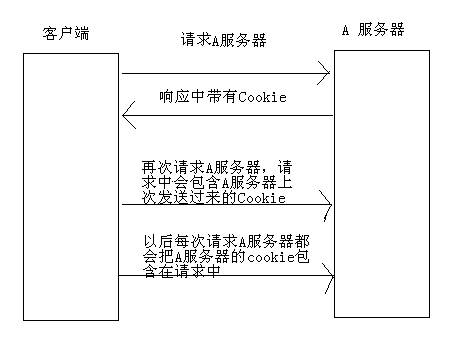 客户端
A 服务器
请求A服务器
响应中带有Cookie
再次请求A服务器，请
求中会包含A服务器上
次发送过来的Cookie
以后每次请求A服务器都
会把A服务器的cookie包
含在请求中